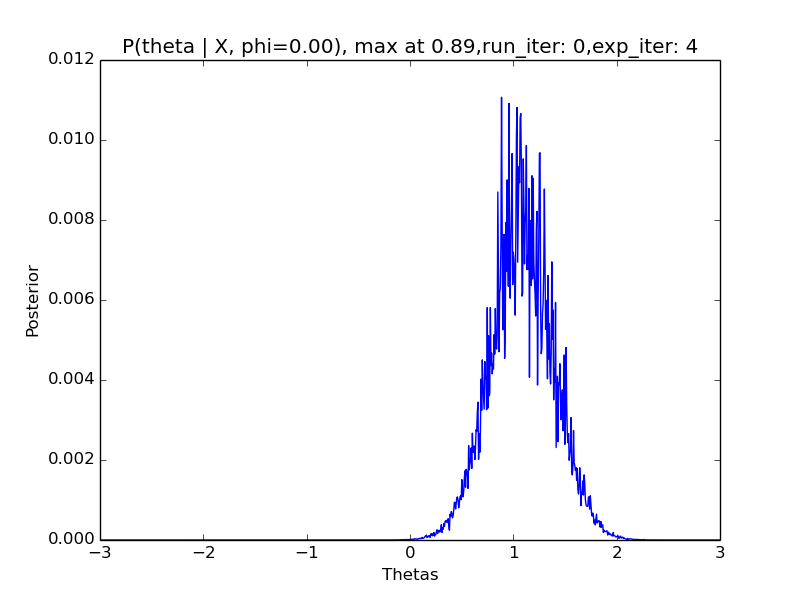 P(theta | X, phi=0.00), max at 0.89,run_iter: 0,exp_iter: 4
0.012
0.010
0.008
0.006
0.004
0.002
0.000
Posterior
−3 −2 −1 0 1 2 3
Thetas